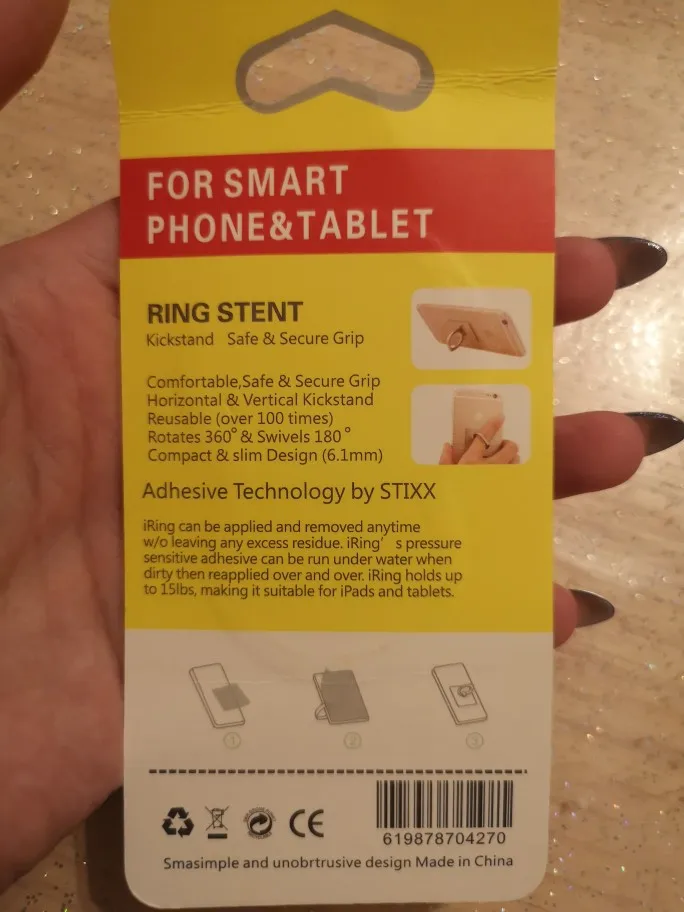 FOR SMART
PHONE&TABLET
RING STENT
Kickstand Safe & Secure Grip
Comfortable,Safe & Secure Grip
Horizontal & Vertical Kickstand
Reusable (over 100 times)
Rotates 360° & Swivels 180°
Compact & slim Design (6.1mm)
Adhesive Technology by STIXX
iRing can be applied and removed anytime
w/o leaving any excess residue. iRing's pressure
sensitive adhesive can be run under water when
dirty then reapplied over and over. iRing holds up
to 15lbs, making it suitable for iPads and tablets.
1 2 3
CE
619878704270
Smasimple and unobrtrusive design Made in China